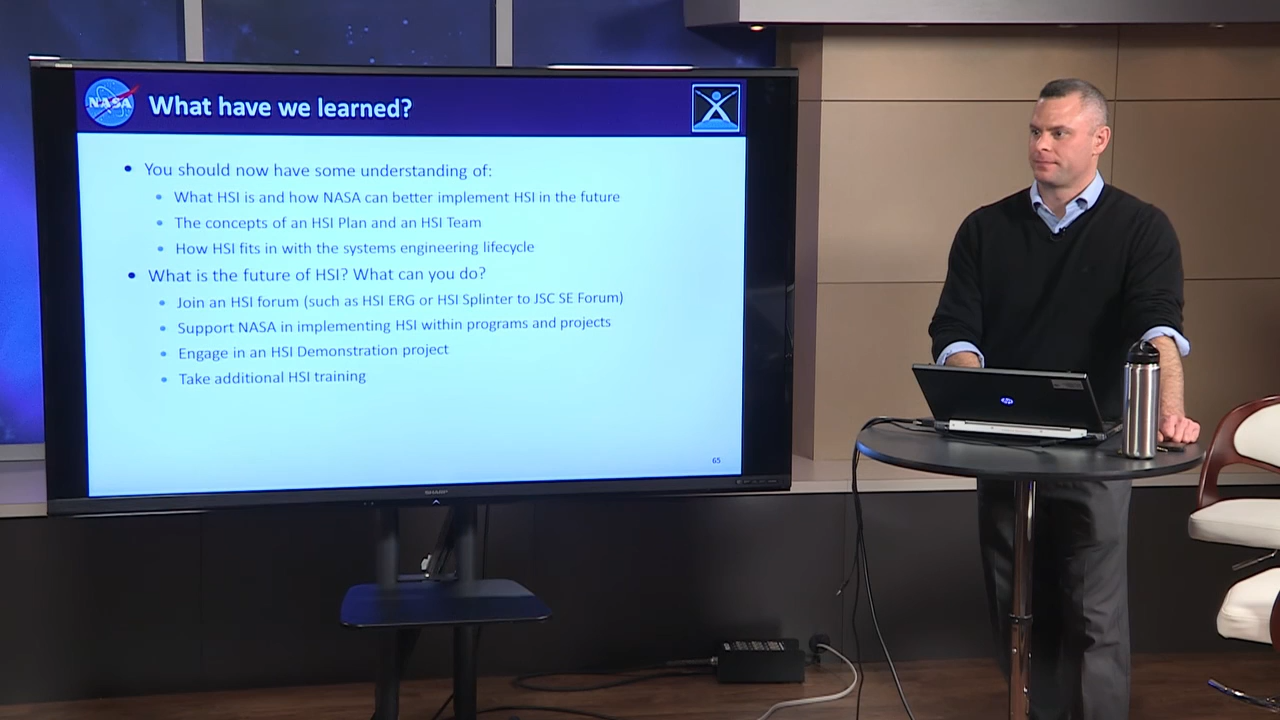 NASA
What have we learned?
• You should now have some understanding of:
• What HSI is and how NASA can better implement HSI in the future
• The concepts of an HSI Plan and an HSI Team
• How HSI fits in with the systems engineering lifecycle
• What is the future of HSI? What can you do?
• Join an HSI forum (such as HSI ERG or HSI Splinter to JSC SE Forum)
• Support NASA in implementing HSI within programs and projects
• Engage in an HSI Demonstration project
• Take additional HSI training
65
SHARP
hp